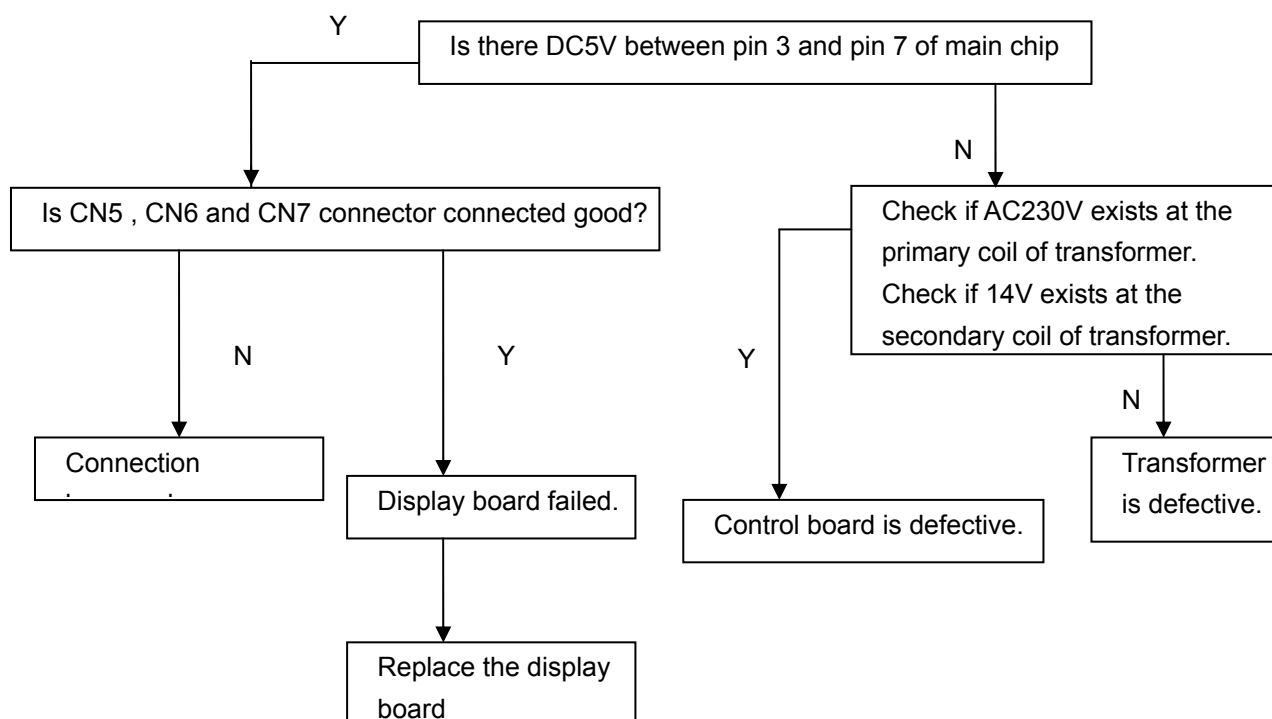 Y
Is there DC5V between pin 3 and pin 7 of main chip
N
Is CN5 , CN6 and CN7 connector connected good?
Check if AC230V exists at the
primary coil of transformer.
Check if 14V exists at the
secondary coil of transformer.
N
Y
Y
N
Connection
Display board failed.
Control board is defective.
Transformer
is defective.
Replace the display
board